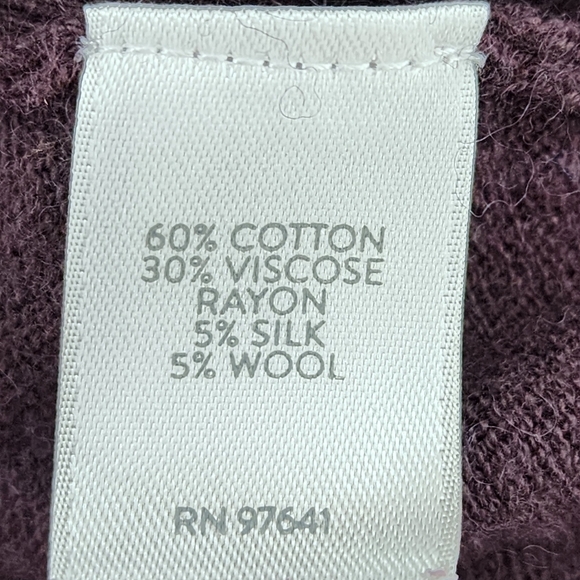 60% COTTON
30% VISCOSE
RAYON
5% SILK
5% WOOL
RN 97641